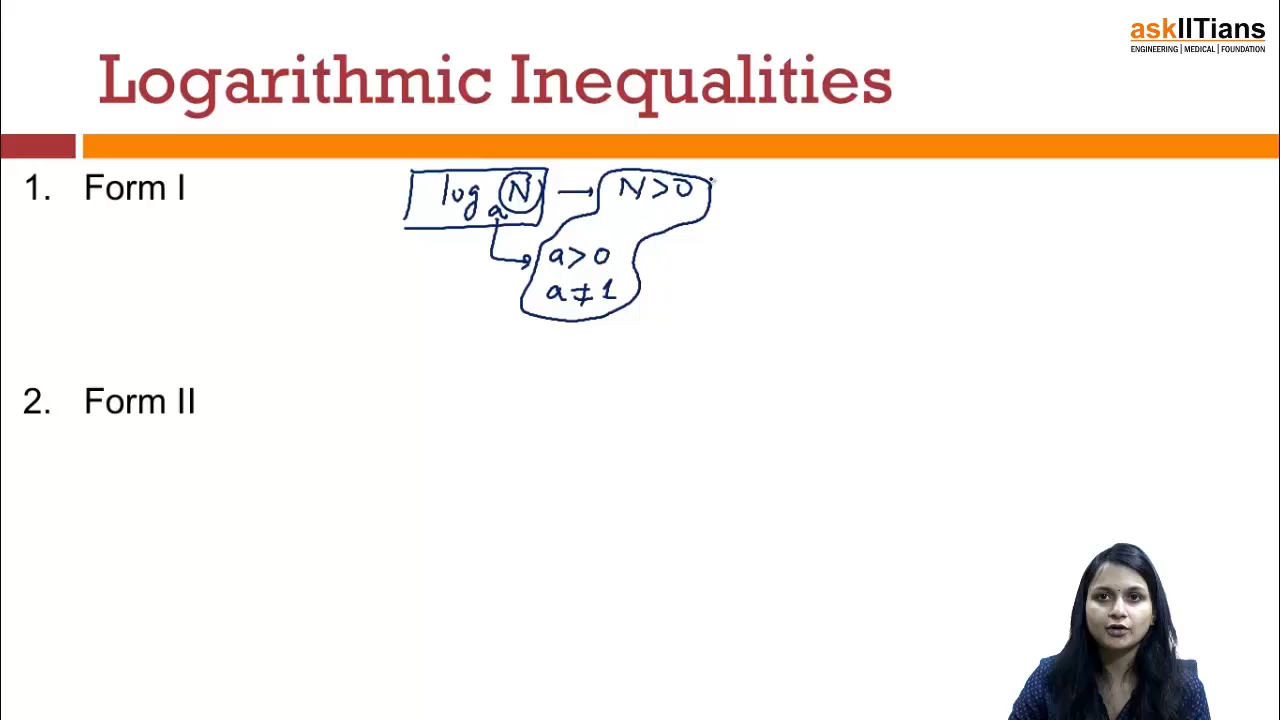 askIITians
ENGINEERING | MEDICAL | FOUNDATION
Logarithmic Inequalities
1. Form I
log a N → N > 0
a > 0
a ≠ 1
2. Form II